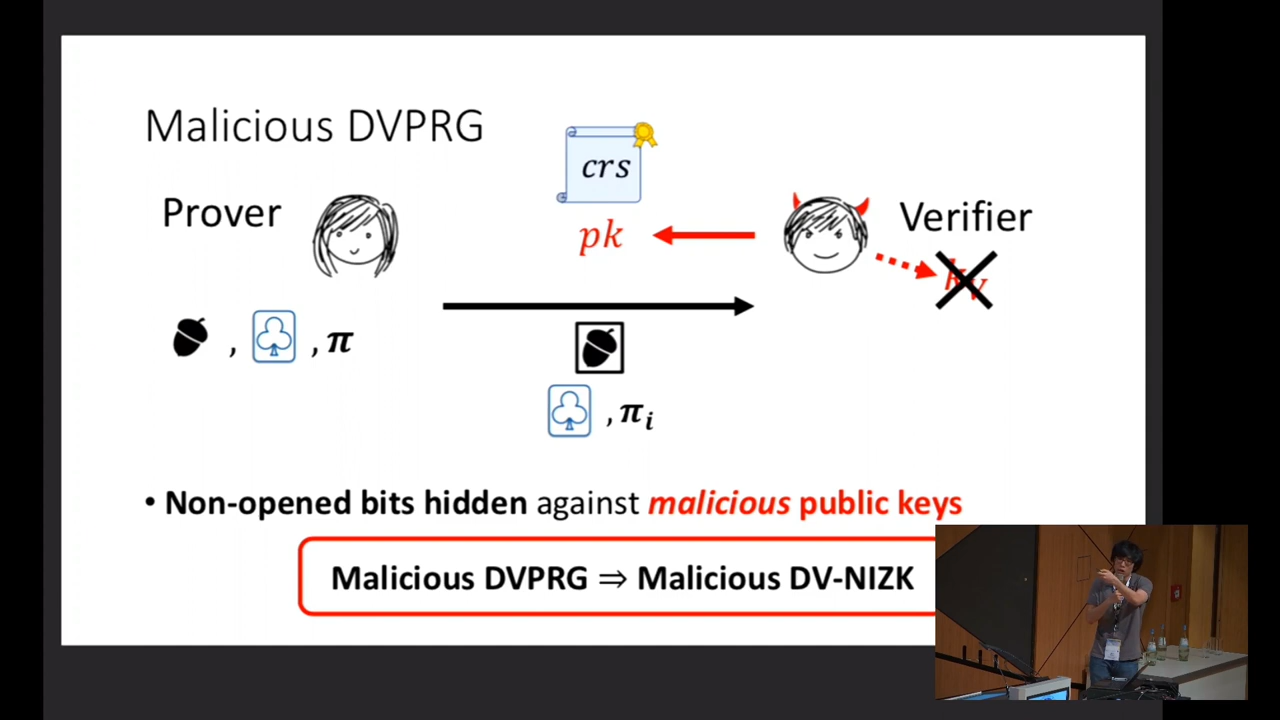 Malicious DVPRG
crs
Prover
Verifier
pk
k_V
, , π
, π_i
• Non-opened bits hidden against malicious public keys
Malicious DVPRG ⇒ Malicious DV-NIZK